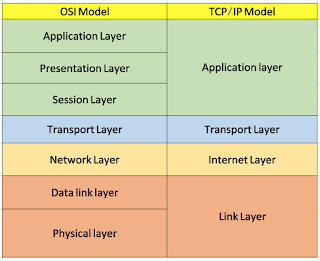 OSI Model
TCP/IP Model
Application Layer
Presentation Layer
Application layer
Session Layer
Transport Layer
Transport Layer
Network Layer
Internet Layer
Data link layer
Link Layer
Physical layer